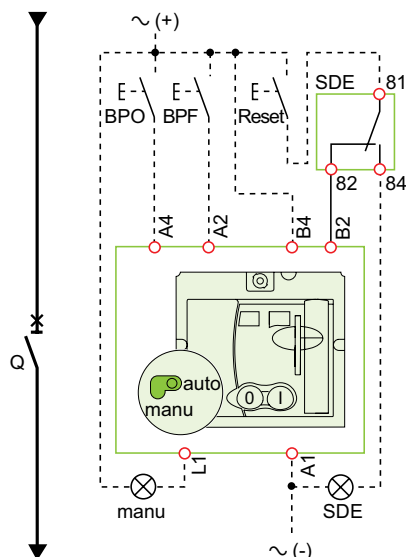 ~ (+)
SDE
81
BPO
BPF
Reset
82
84
A4
A2
B4
B2
Q
auto
manu
0
I
L1
A1
manu
SDE
~ (-)